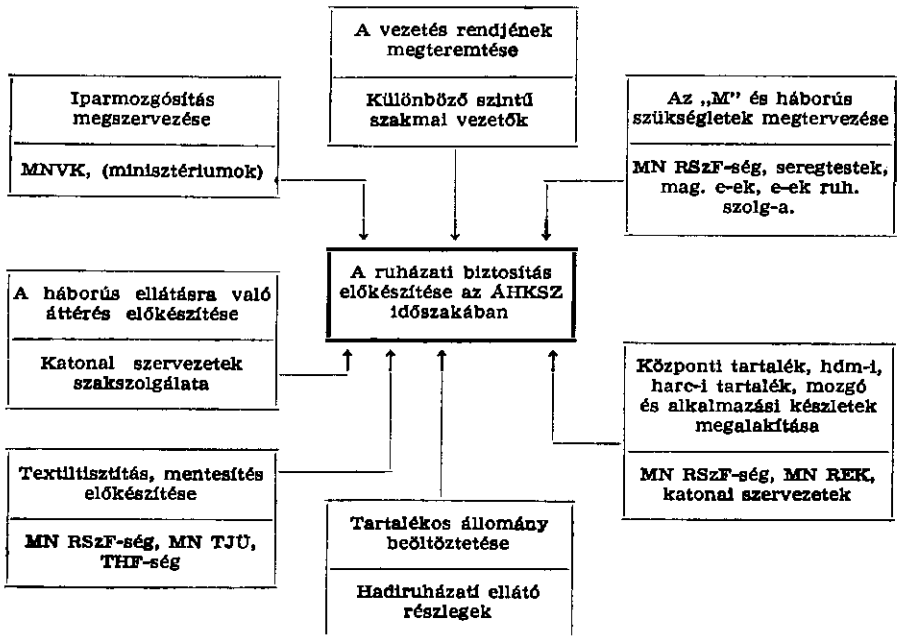 A vezetés rendjének
megteremtése
Különböző szintű
szakmai vezetők
Iparmozgósítás
megszervezése
MNVK, (minisztériumok)
Az „M” és háborús
szükségletek megtervezése
MN RSzF-ség, seregtestek,
mag. e-ek, e-ek ruh.
szolg-a.
A ruházati biztosítás
előkészítése az ÁHKSZ
időszakában
A háborús ellátásra való
áttérés előkészítése
Katonai szervezetek
szakszolgálata
Központi tartalék, hdm-i,
harc-i tartalék, mozgó
és alkalmazási készletek
megalakítása
MN RSzF-ség, MN REK,
katonai szervezetek
Textiltisztítás, mentesítés
előkészítése
MN RSzF-ség, MN TJÜ,
THF-ség
Tartalékos állomány
beöltöztetése
Hadiruházati ellátó
részlegek